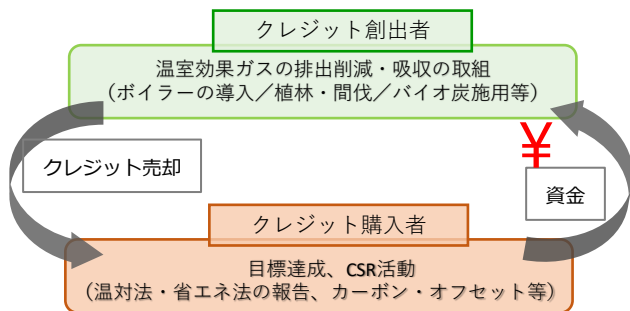 クレジット創出者
温室効果ガスの排出削減・吸収の取組
（ボイラーの導入／植林・間伐／バイオ炭施用等）
クレジット売却
¥
資金
クレジット購入者
目標達成、CSR活動
（温対法・省エネ法の報告、カーボン・オフセット等）